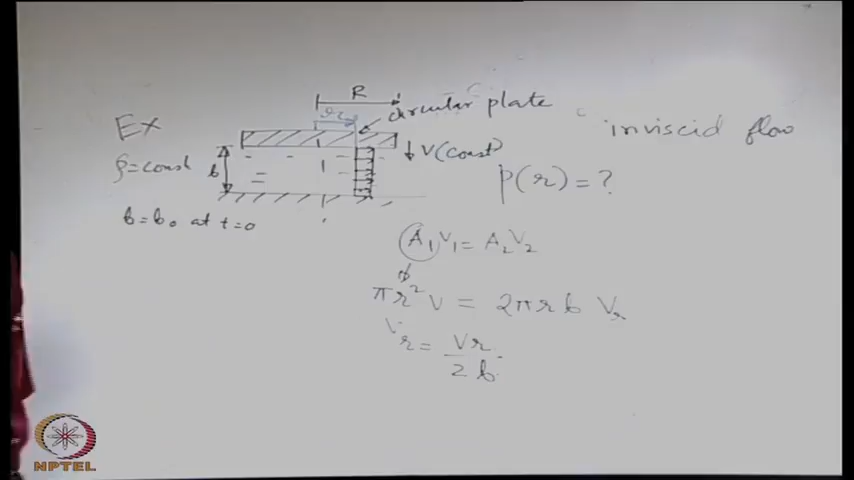 R
r
circular plate
Ex
inviscid flow
ρ = const
b
V (const)
p(r) = ?
b = b₀ at t = 0
A₁V₁ = A₂V₂
πr²V = 2πrb Vᵣ
Vᵣ = Vr / 2b
NPTEL